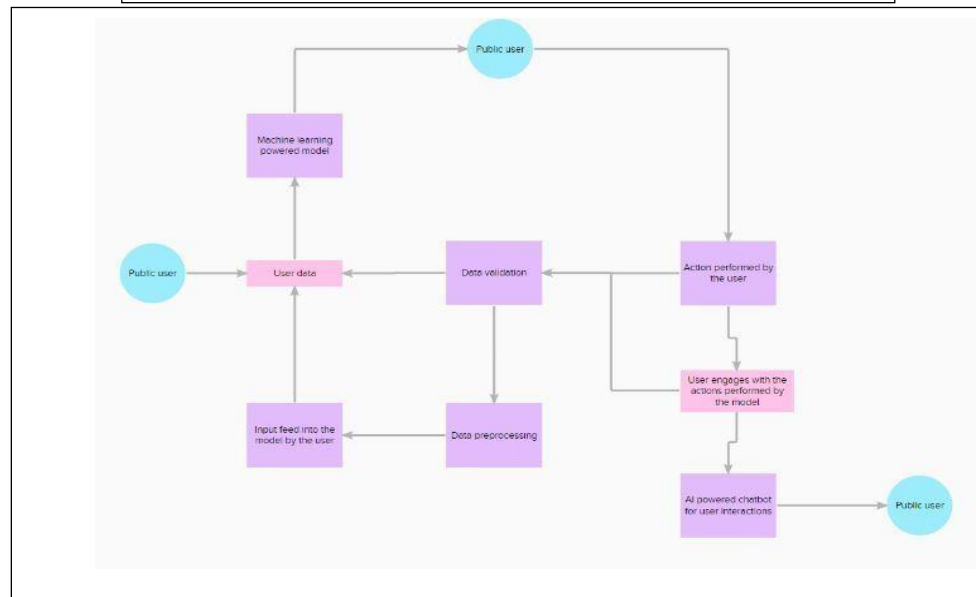 Public user
Machine learning
powered model
Public user
User data
Data validation
Action performed by
the user
User engages with the
actions performed by
the model
Input feed into the
model by the user
Data preprocessing
AI powered chatbot
for user interactions
Public user